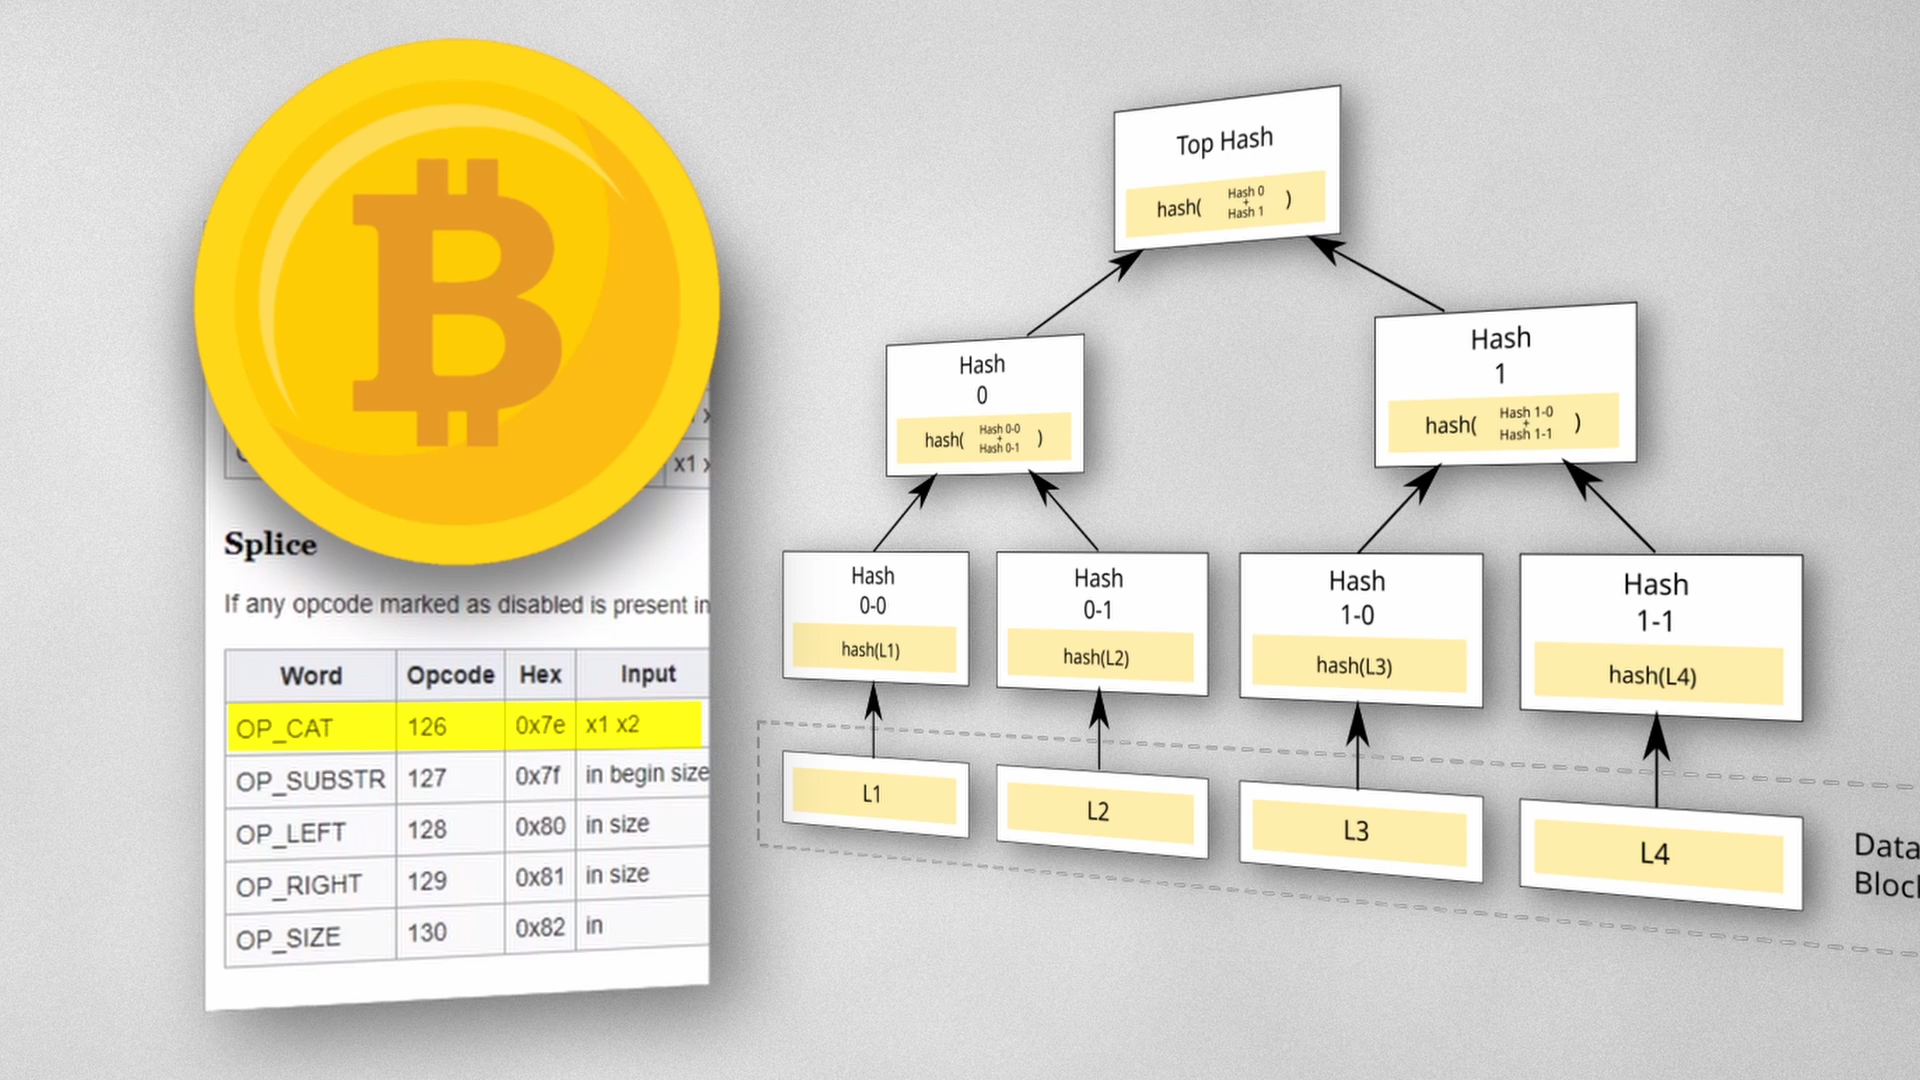 x1
Splice
If any opcode marked as disabled is present in
Word Opcode Hex Input
OP_CAT 126 0x7e x1 x2
OP_SUBSTR 127 0x7f in begin size
OP_LEFT 128 0x80 in size
OP_RIGHT 129 0x81 in size
OP_SIZE 130 0x82 in
Top Hash
hash( Hash 0 + Hash 1 )
Hash
0
hash( Hash 0-0 + Hash 0-1 )
Hash
1
hash( Hash 1-0 + Hash 1-1 )
Hash
0-0
hash(L1)
Hash
0-1
hash(L2)
Hash
1-0
hash(L3)
Hash
1-1
hash(L4)
L1
L2
L3
L4
Data